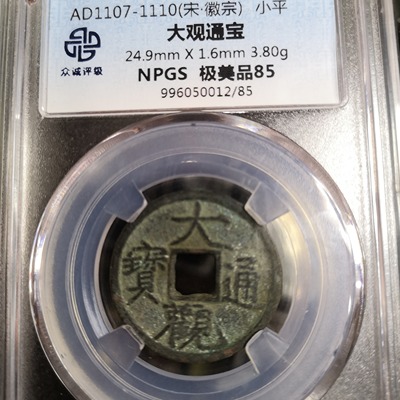 AD1107-1110(宋·徽宗) 小平
大观通宝
24.9mm X 1.6mm 3.80g
NPGS 极美品85
996050012/85
众诚评级
大觀通寶